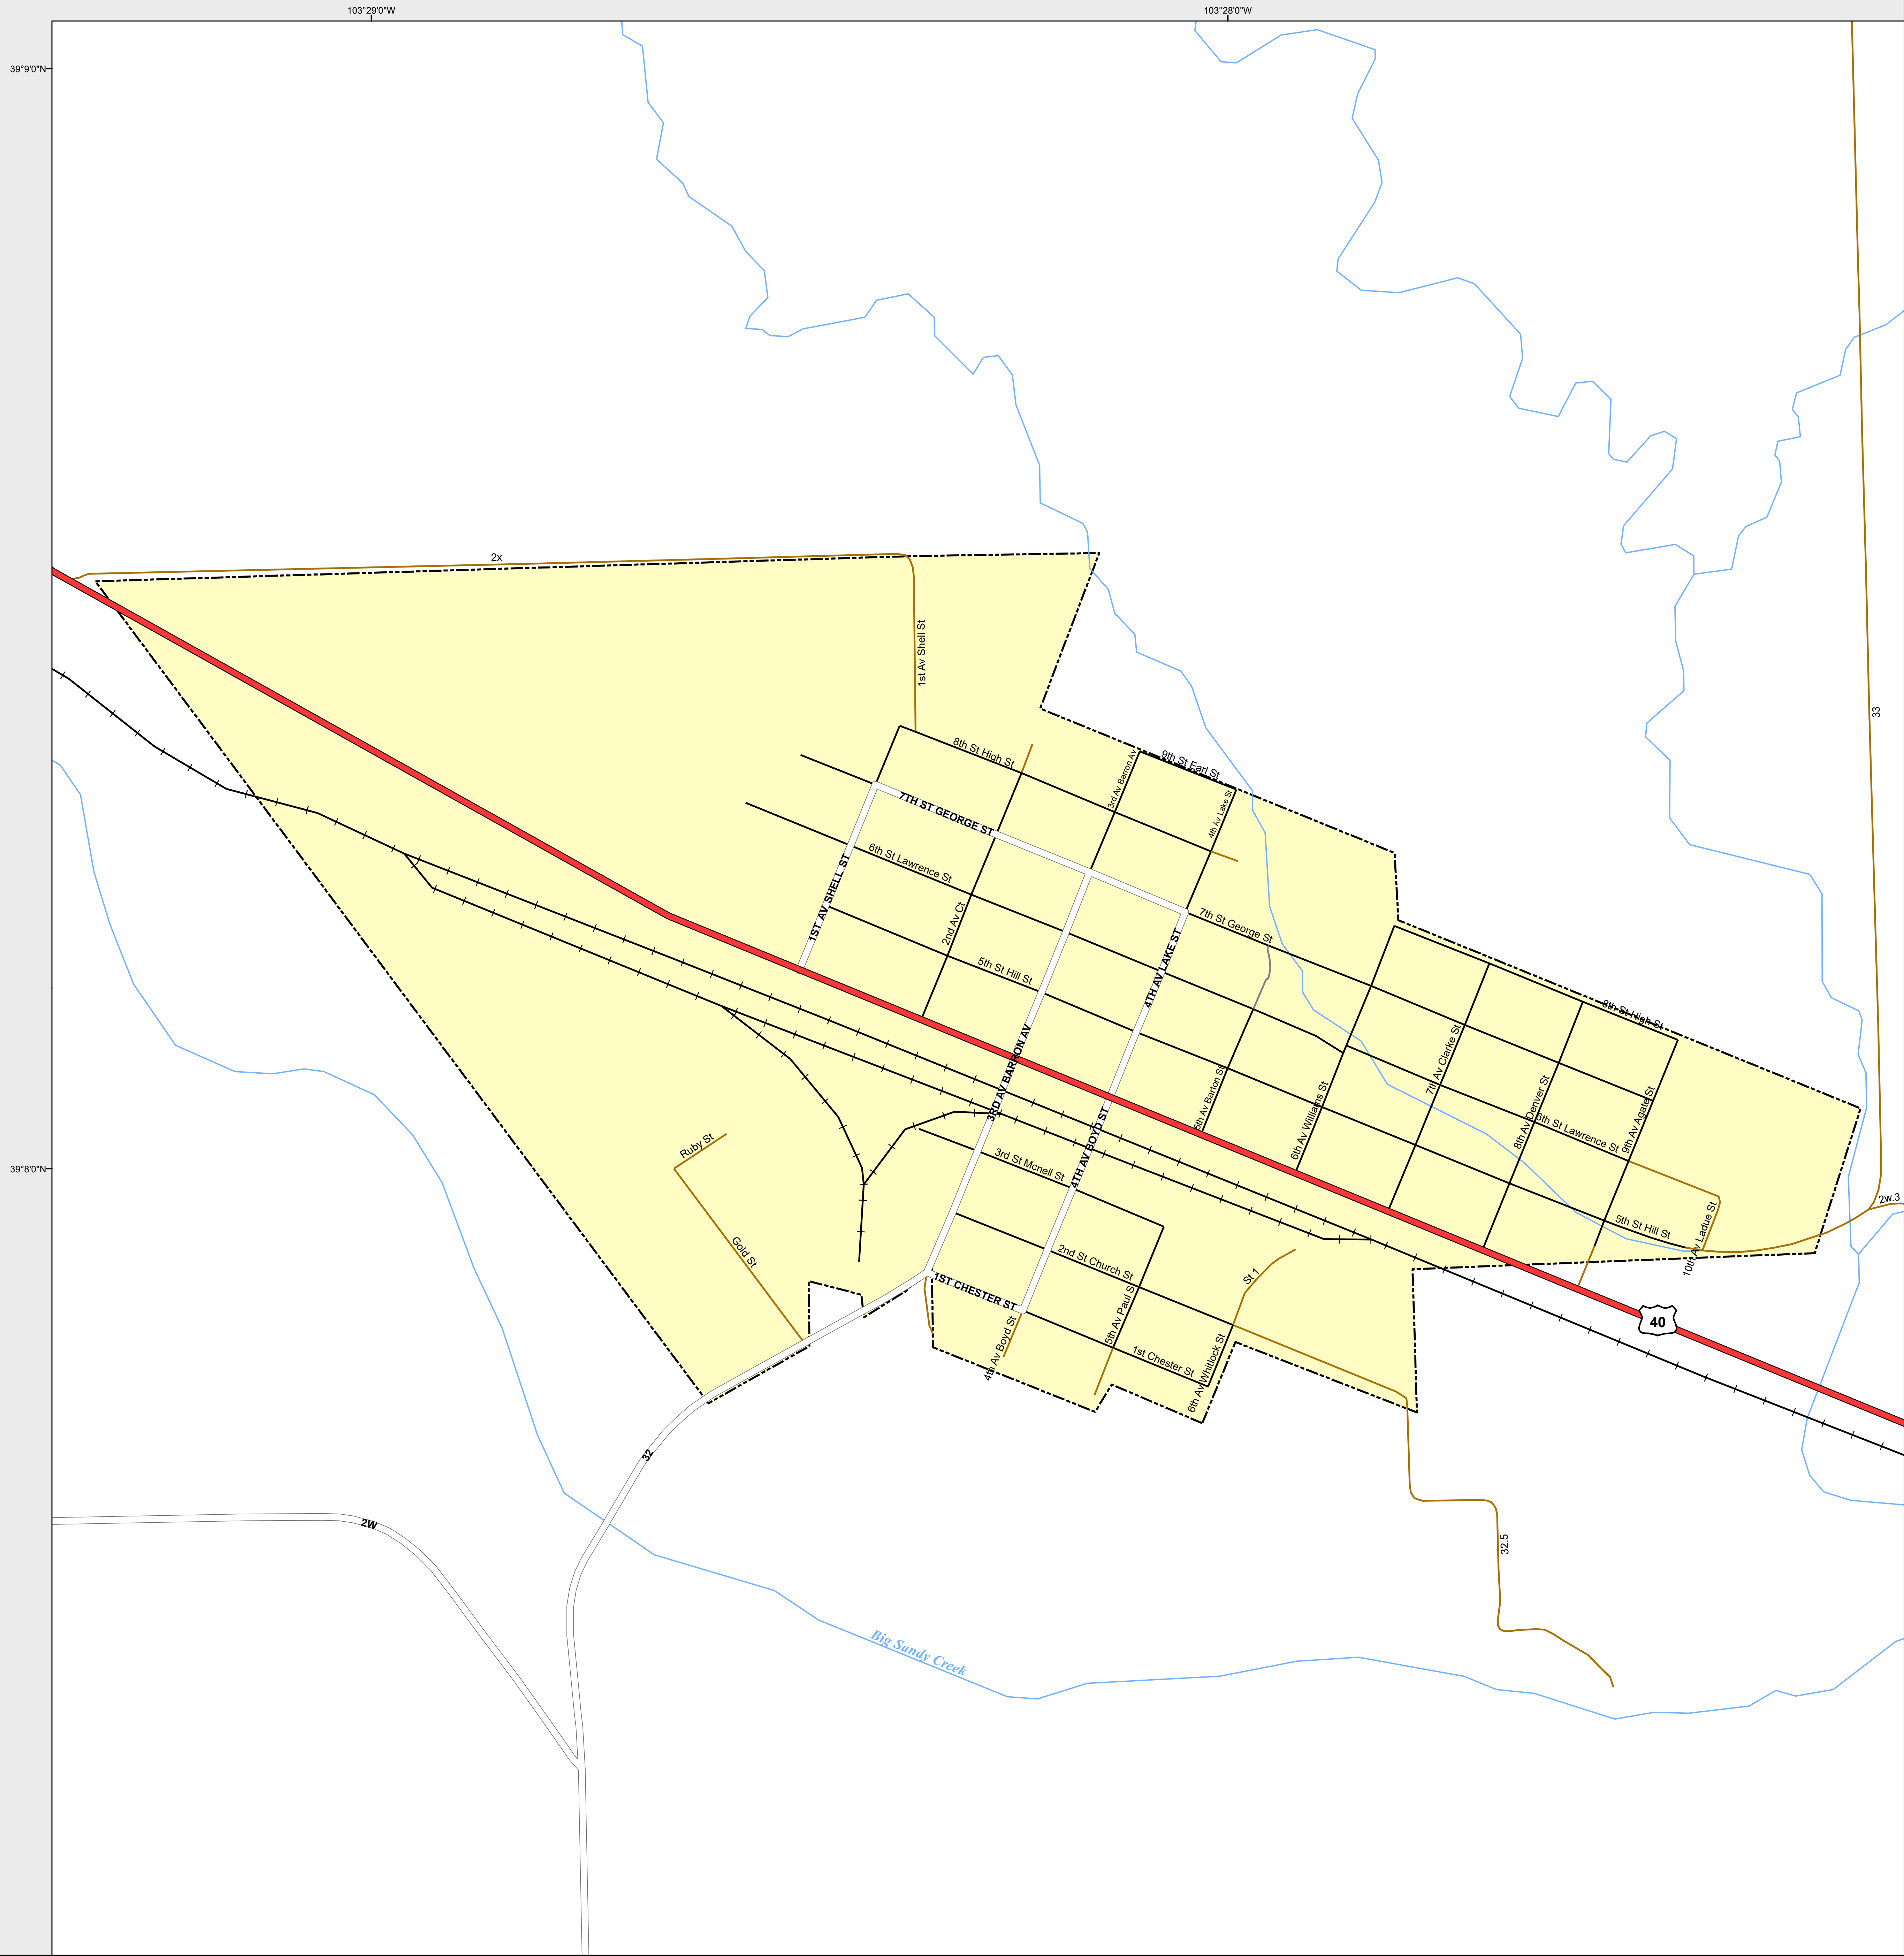 103°29'0"W
103°28'0"W
39°9'0"N
2x
1st Av Shell St
33
8th St High St
3rd Av Barron Av
9th St Earl St
4th Av Lake St
7TH ST GEORGE ST
6th St Lawrence St
1ST AV SHELL ST
2nd Av Ct
7th St George St
5th St Hill St
4TH AV LAKE ST
8th St High St
3RD AV BARRON AV
7th Av Clarke St
5th Av Barton St
6th Av Williams St
8th Av Denver St
6th St Lawrence St
9th Av Agate St
39°8'0"N
Ruby St
3rd St Mcneil St
4TH AV BOYD ST
2w.3
5th St Hill St
10th Av Ladue St
Gold St
2nd St Church St
St 1
1ST CHESTER ST
5th Av Paul St
40
4th Av Boyd St
1st Chester St
6th Av Whitlock St
32
2W
32.5
Big Sandy Creek